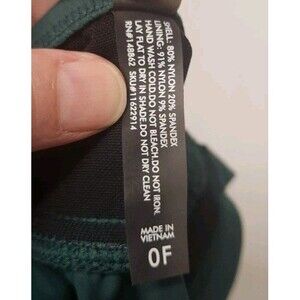 SHELL: 80% NYLON 20% SPANDEX
LINING: 91% NYLON 9% SPANDEX
HAND WASH COLD.DO NOT BLEACH.DO NOT IRON.
LAY FLAT TO DRY IN SHADE.DO NOT DRY CLEAN
RN#148862 SKU#11622914
MADE IN
VIETNAM
0F